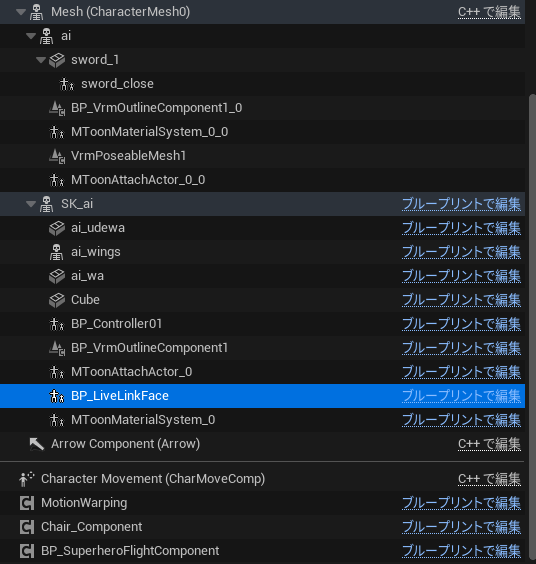 Mesh (CharacterMesh0) C++ で編集
ai
sword_1
sword_close
BP_VrmOutlineComponent1_0
MToonMaterialSystem_0_0
VrmPoseableMesh1
MToonAttachActor_0_0
SK_ai ブループリントで編集
ai_udewa ブループリントで編集
ai_wings ブループリントで編集
ai_wa ブループリントで編集
Cube ブループリントで編集
BP_Controller01 ブループリントで編集
BP_VrmOutlineComponent1 ブループリントで編集
MToonAttachActor_0 ブループリントで編集
BP_LiveLinkFace ブループリントで編集
MToonMaterialSystem_0 ブループリントで編集
Arrow Component (Arrow) C++ で編集
Character Movement (CharMoveComp) C++ で編集
MotionWarping ブループリントで編集
Chair_Component ブループリントで編集
BP_SuperheroFlightComponent ブループリントで編集